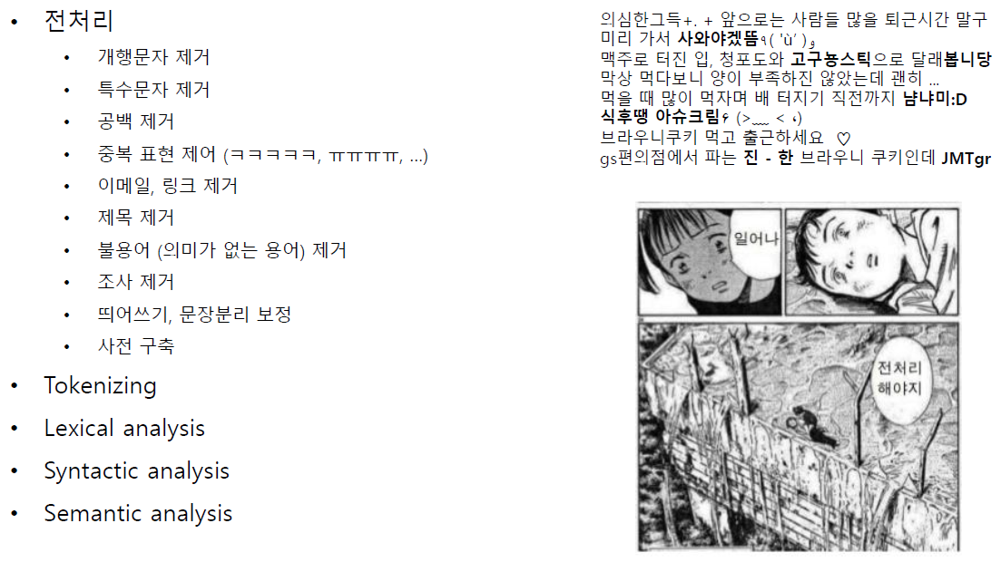 • 전처리
• 개행문자 제거
• 특수문자 제거
• 공백 제거
• 중복 표현 제어 (ㅋㅋㅋㅋㅋ, ㅠㅠㅠㅠ, …)
• 이메일, 링크 제거
• 제목 제거
• 불용어 (의미가 없는 용어) 제거
• 조사 제거
• 띄어쓰기, 문장분리 보정
• 사전 구축
• Tokenizing
• Lexical analysis
• Syntactic analysis
• Semantic analysis
의심한그득+. + 앞으로는 사람들 많을 퇴근시간 말구
미리 가서 사와야겠뜸٩( 'ù' )و
맥주로 터진 입, 청포도와 고구뇽스틱으로 달래봅니당
막상 먹다보니 양이 부족하진 않았는데 괜히 …
먹을 때 많이 먹자며 배 터지기 직전까지 냠냐미:D
식후땡 아슈크림۶ (>﹏ < ،)
브라우니쿠키 먹고 출근하세요 ♡
gs편의점에서 파는 진 - 한 브라우니 쿠키인데 JMTgr
일어나
전처리
해야지